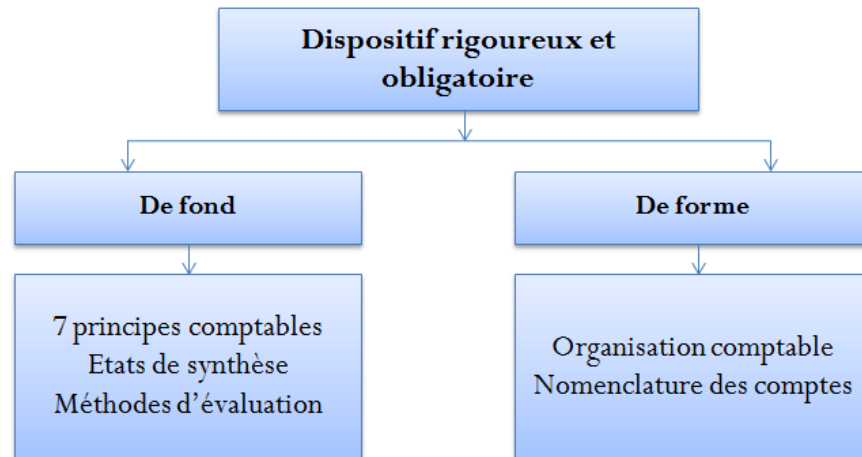 Dispositif rigoureux et
obligatoire
De fond
De forme
7 principes comptables
Etats de synthèse
Méthodes d’évaluation
Organisation comptable
Nomenclature des comptes